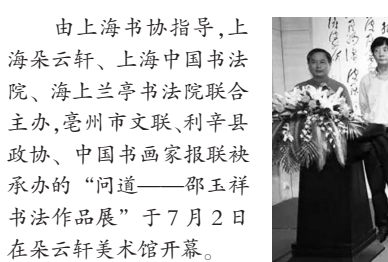 由上海书协指导,上
海朵云轩、上海中国书法
院、海上兰亭书法院联合
主办,亳州市文联、利辛县
政协、中国书画家报联袂
承办的“问道——邵玉祥
书法作品展”于7月2日
在朵云轩美术馆开幕。